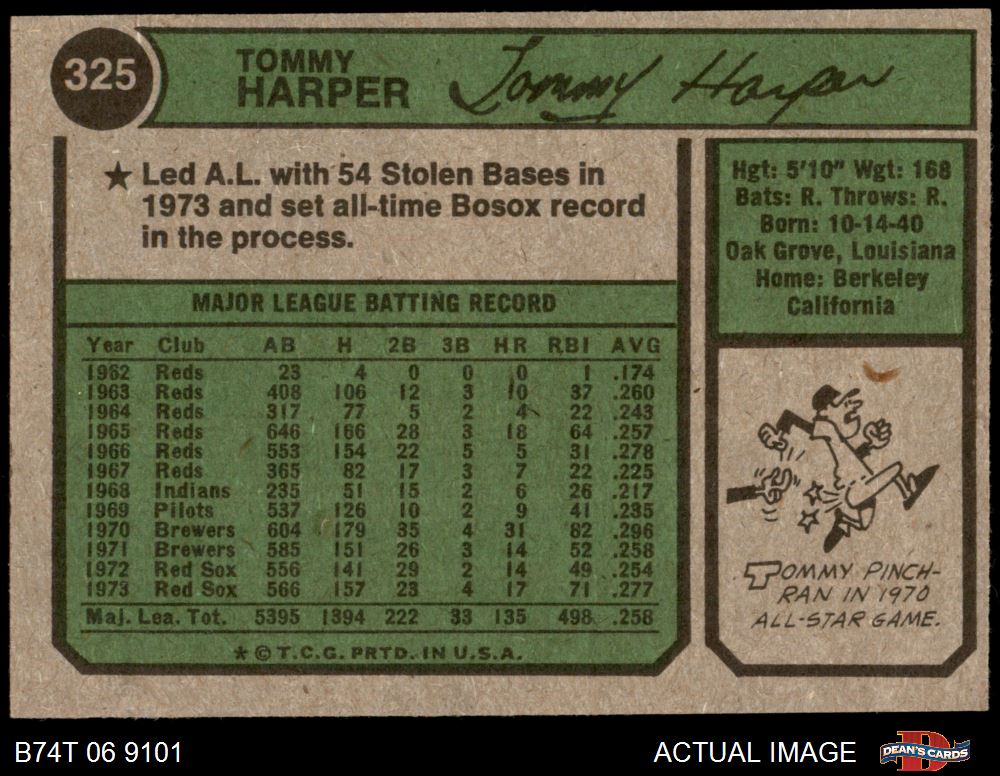 325
TOMMY
HARPER
Tommy Harper
★ Led A.L. with 54 Stolen Bases in
1973 and set all-time Bosox record
in the process.
Hgt: 5'10" Wgt: 168
Bats: R. Throws: R.
Born: 10-14-40
Oak Grove, Louisiana
Home: Berkeley
California
MAJOR LEAGUE BATTING RECORD
Year Club AB H 2B 3B HR RBI AVG
1962 Reds 23 4 0 0 0 1 .174
1963 Reds 408 106 12 3 10 37 .260
1964 Reds 317 77 5 2 4 22 .243
1965 Reds 646 166 28 3 18 64 .257
1966 Reds 553 154 22 5 5 31 .278
1967 Reds 365 82 17 3 7 22 .225
1968 Indians 235 51 15 2 6 26 .217
1969 Pilots 537 126 10 2 9 41 .235
1970 Brewers 604 179 35 4 31 82 .296
1971 Brewers 585 151 26 3 14 52 .258
1972 Red Sox 556 141 29 2 14 49 .254
1973 Red Sox 566 157 23 4 17 71 .277
Maj. Lea. Tot. 5395 1394 222 33 135 498 .258
★ © T.C.G. PRTD. IN U.S.A.
TOMMY PINCH-
RAN IN 1970
ALL-STAR GAME.
B74T 06 9101
ACTUAL IMAGE
DEAN'S CARDS